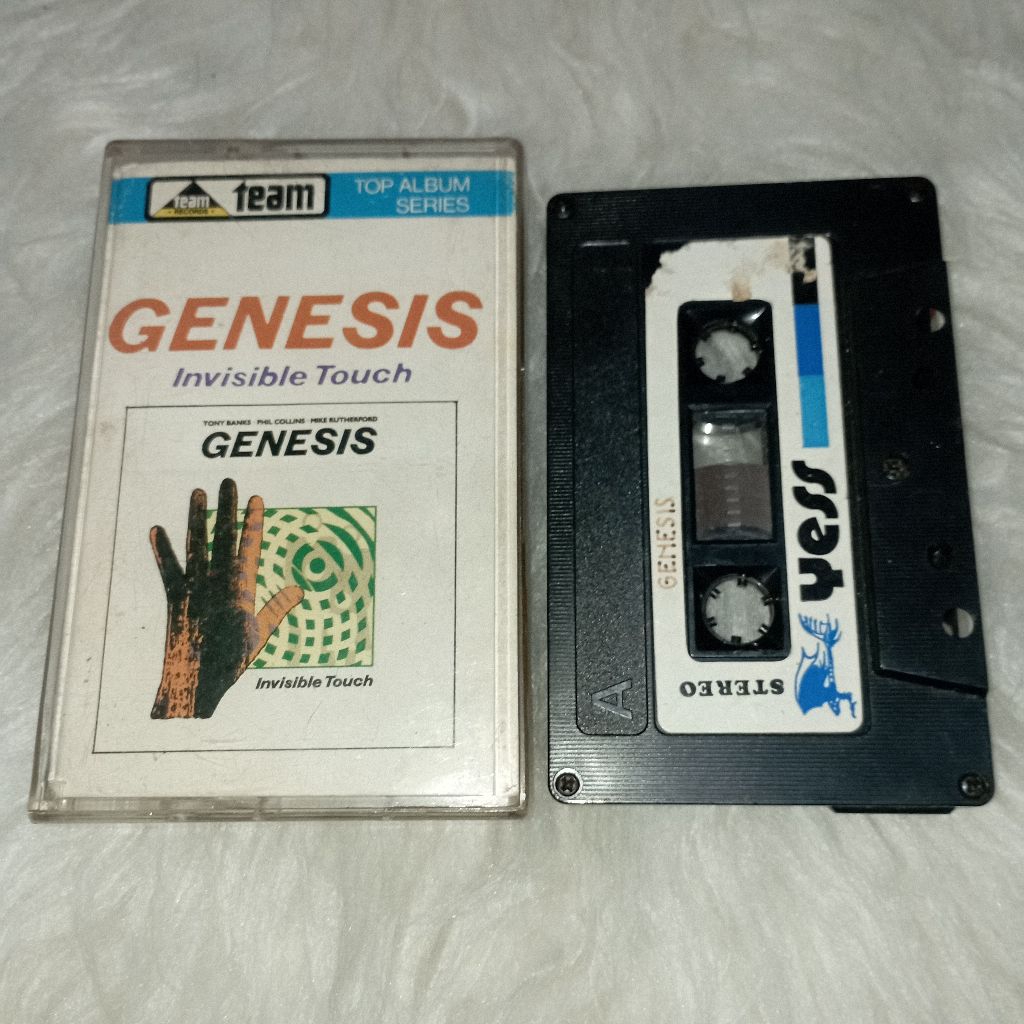 team
RECORDS
team
TOP ALBUM
SERIES
GENESIS
Invisible Touch
TONY BANKS · PHIL COLLINS · MIKE RUTHERFORD
GENESIS
Invisible Touch
GENESIS
A
STEREO
yess